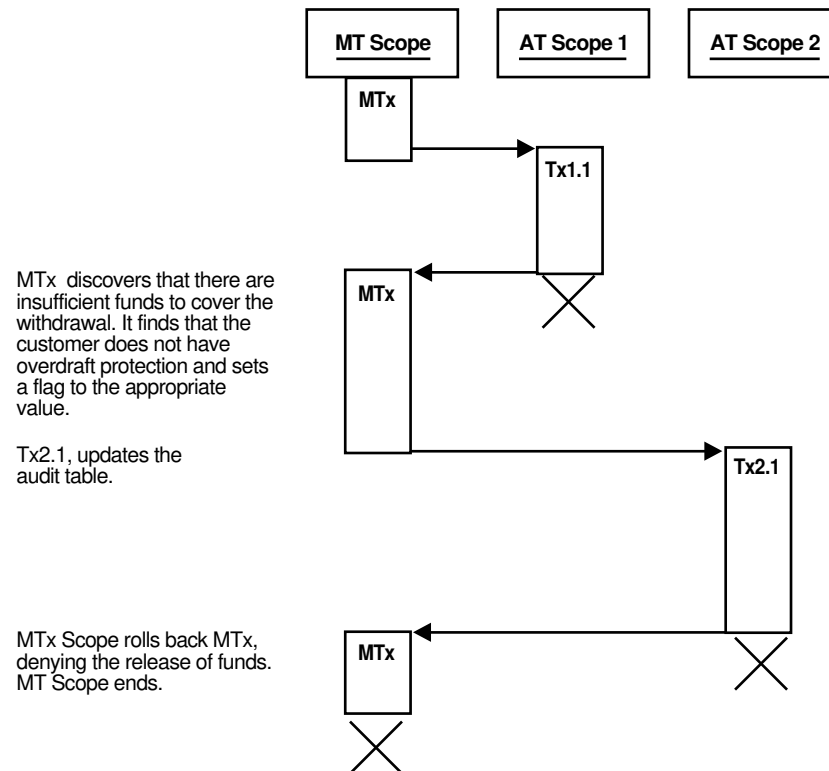 MT Scope AT Scope 1 AT Scope 2
MTx
Tx1.1
MTx discovers that there are
insufficient funds to cover the
withdrawal. It finds that the
customer does not have
overdraft protection and sets
a flag to the appropriate
value.
MTx
Tx2.1, updates the
audit table.
Tx2.1
MTx Scope rolls back MTx,
denying the release of funds.
MT Scope ends.
MTx